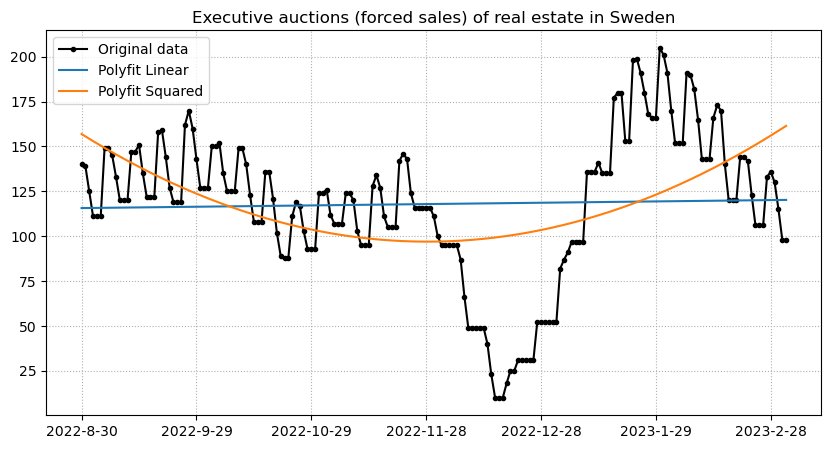 Executive auctions (forced sales) of real estate in Sweden
Original data
Polyfit Linear
Polyfit Squared
200
175
150
125
100
75
50
25
2022-8-30 2022-9-29 2022-10-29 2022-11-28 2022-12-28 2023-1-29 2023-2-28